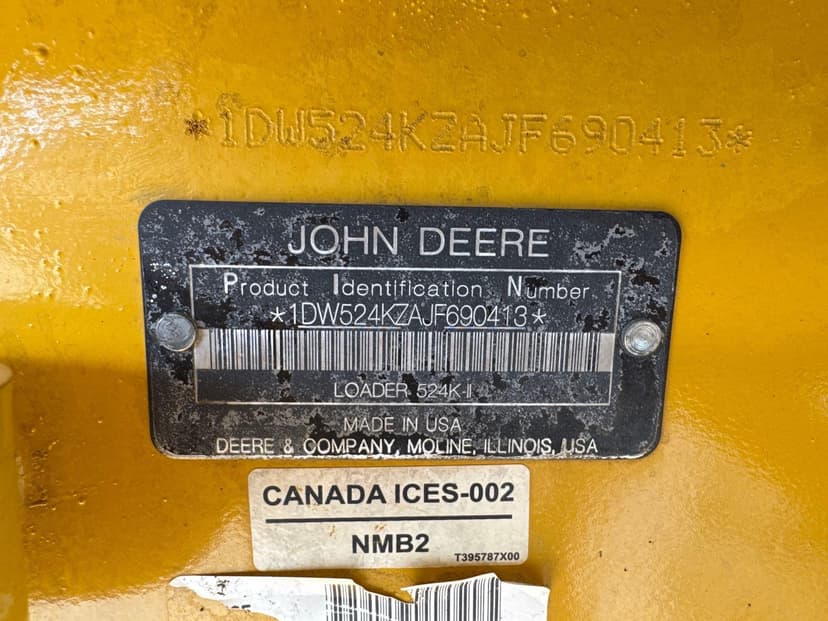 *1DW524KZAJF690413*
JOHN DEERE
Product Identification Number
*1DW524KZAJF690413*
LOADER 524K-II
MADE IN USA
DEERE & COMPANY, MOLINE, ILLINOIS, USA
CANADA ICES-002
NMB2
T395787X00